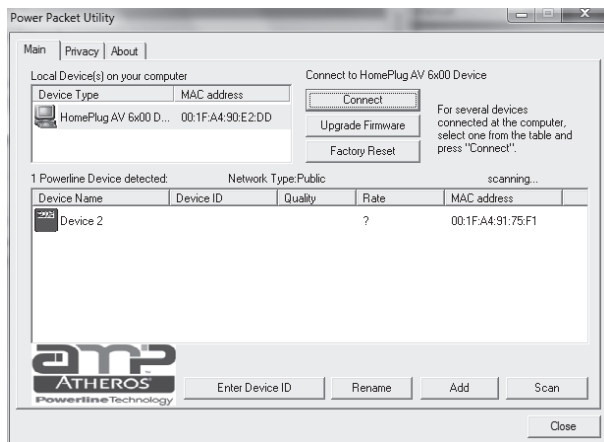 Power Packet Utility
Main Privacy About
Local Device(s) on your computer
Device Type MAC address
HomePlug AV 6x00 D... 00:1F:A4:90:E2:DD
Connect to HomePlug AV 6x00 Device
Connect
Upgrade Firmware
Factory Reset
For several devices
connected at the computer,
select one from the table and
press "Connect".
1 Powerline Device detected: Network Type:Public scanning...
Device Name Device ID Quality Rate MAC address
Device 2 ? 00:1F:A4:91:75:F1
amp
ATHEROS
Powerline Technology
Enter Device ID Rename Add Scan
Close